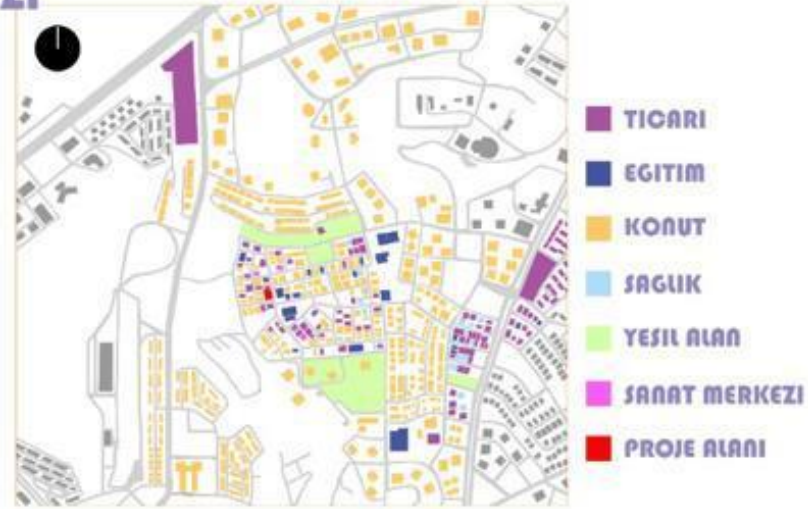 TICARI
EGITIM
KONUT
SAGLIK
YESIL ALAN
SANAT MERKEZI
PROJE ALANI